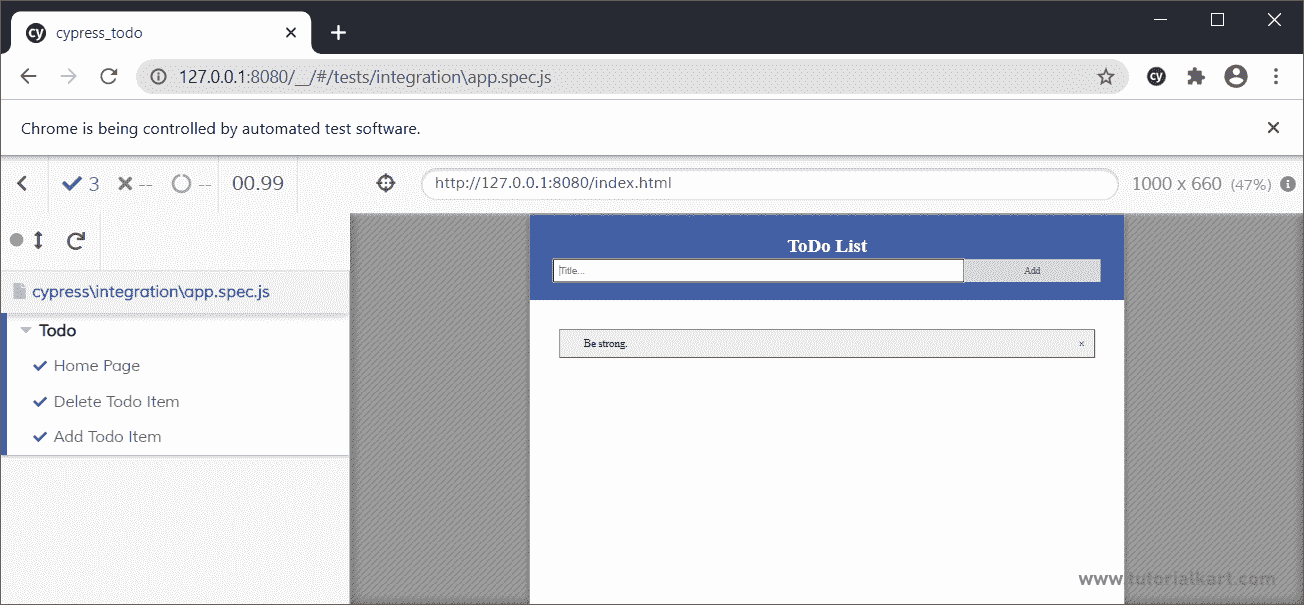 cypress_todo
127.0.0.1:8080/__/#/tests/integration\app.spec.js
Chrome is being controlled by automated test software.
3 -- -- 00.99
http://127.0.0.1:8080/index.html
1000 x 660 (47%)
cypress\integration\app.spec.js
Todo
Home Page
Delete Todo Item
Add Todo Item
ToDo List
Title...
Add
Be strong.
×
www.tutorialkart.com